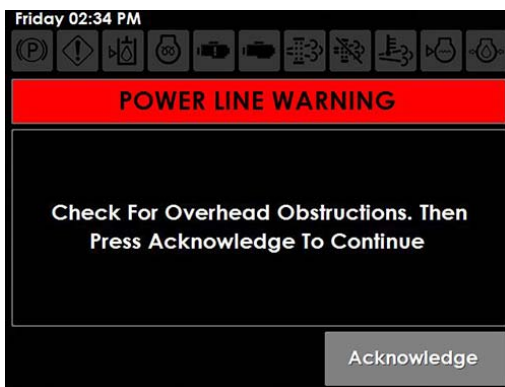 Friday 02:34 PM
POWER LINE WARNING
Check For Overhead Obstructions. Then
Press Acknowledge To Continue
Acknowledge